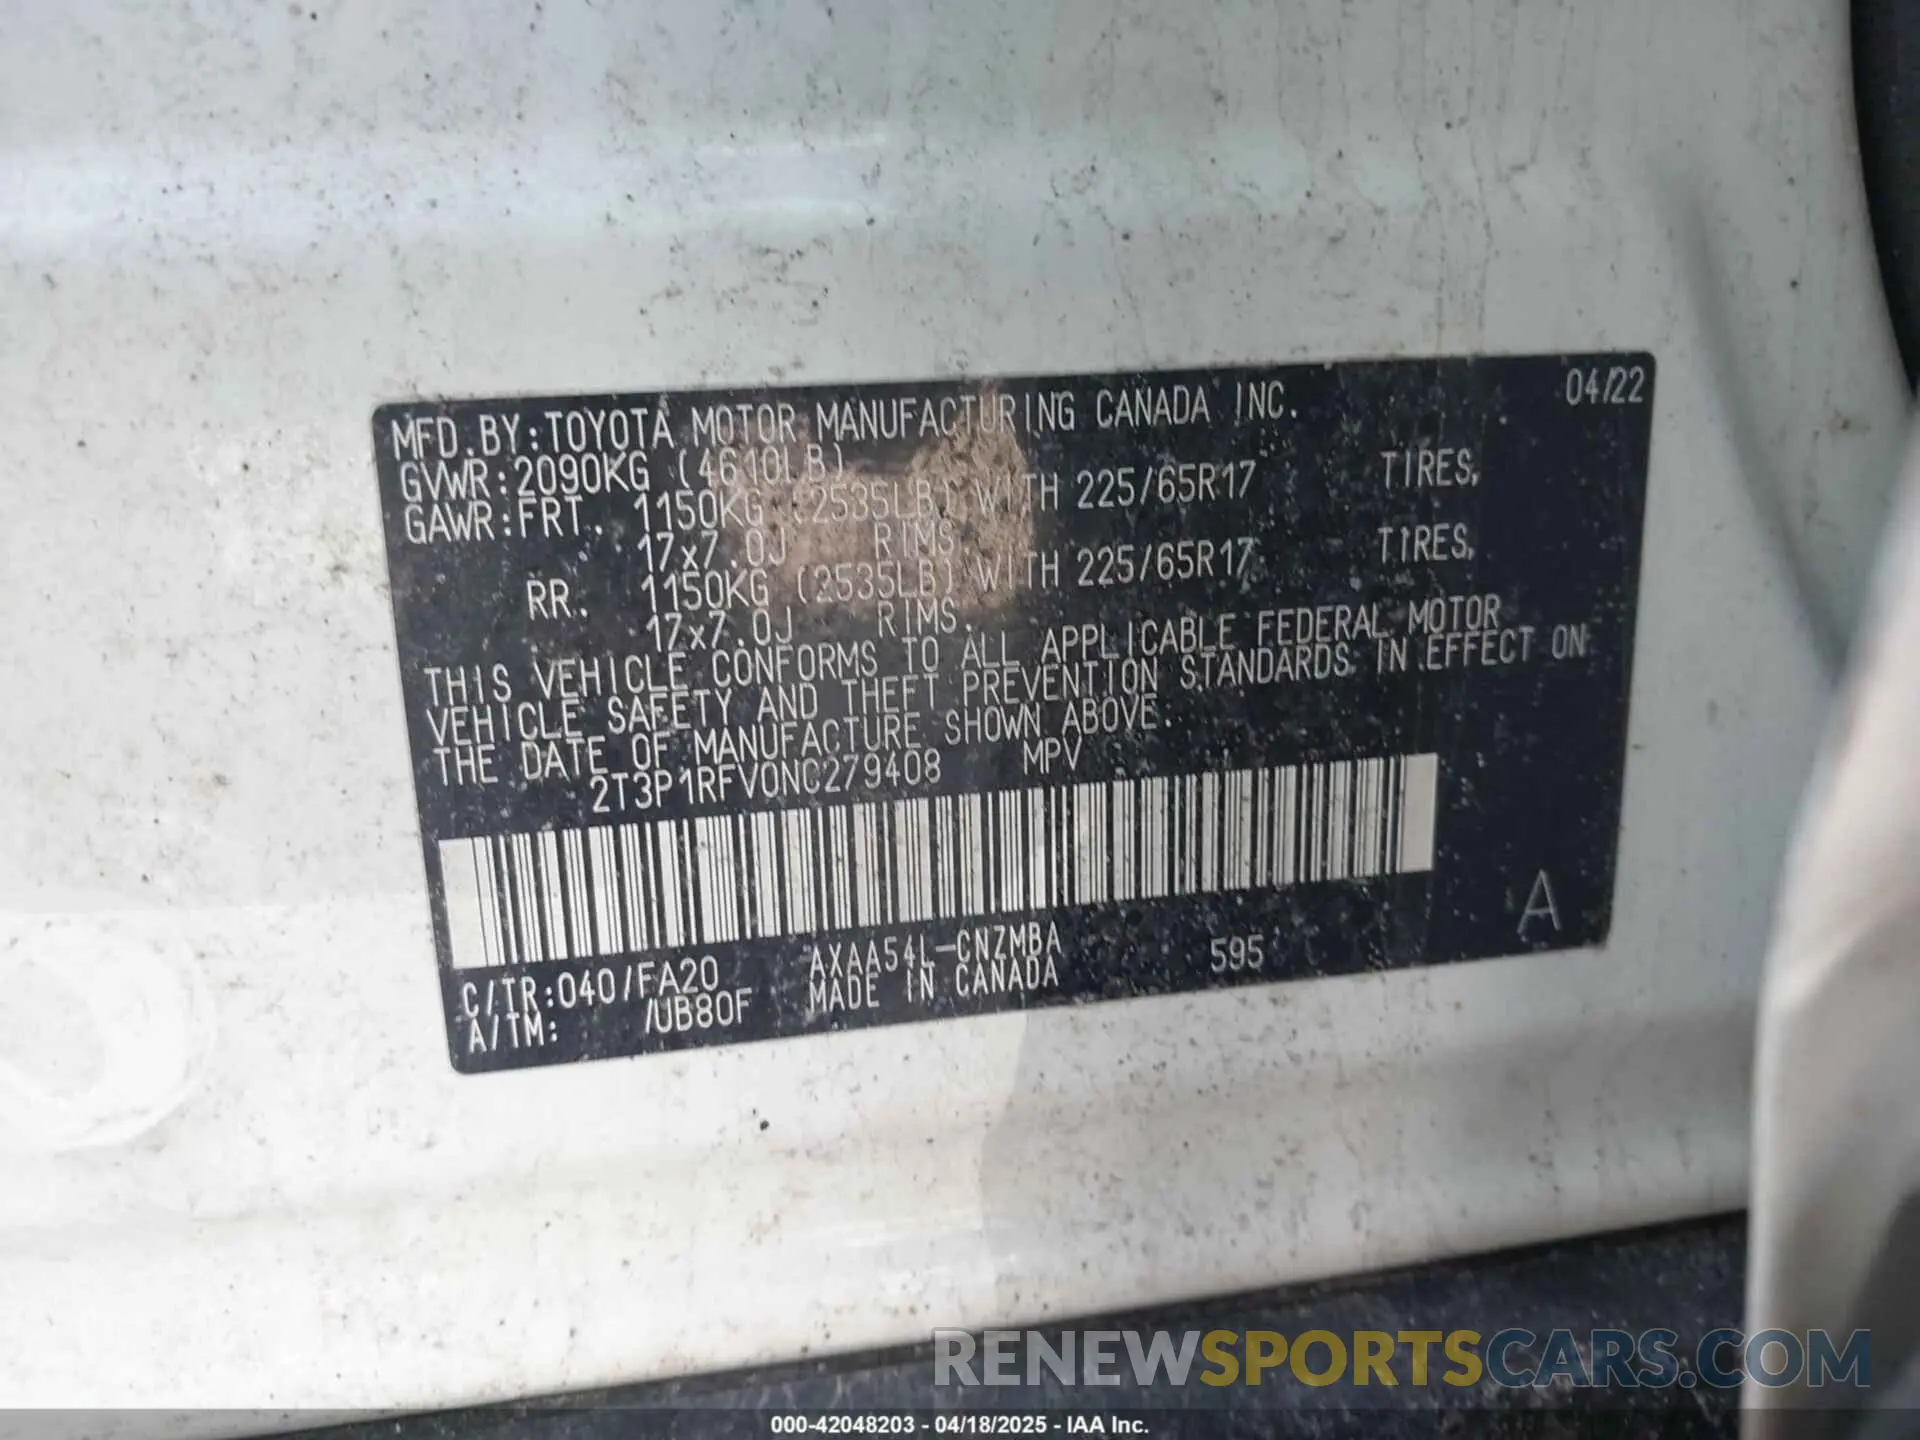 MFD.BY:TOYOTA MOTOR MANUFACTURING CANADA INC. 04/22
GVWR:2090KG (4610LB)
GAWR:FRT. 1150KG (2535LB) WITH 225/65R17 TIRES,
17x7.0J RIMS,
RR. 1150KG (2535LB) WITH 225/65R17 TIRES,
17x7.0J RIMS.
THIS VEHICLE CONFORMS TO ALL APPLICABLE FEDERAL MOTOR
VEHICLE SAFETY AND THEFT PREVENTION STANDARDS IN EFFECT ON
THE DATE OF MANUFACTURE SHOWN ABOVE.
2T3P1RFV0NC279408 MPV
A
C/TR:040/FA20 AXAA54L-CNZMBA 595
A/TM: /UB80F MADE IN CANADA
RENEWSPORTSCARS.COM
000-42048203 - 04/18/2025 - IAA Inc.